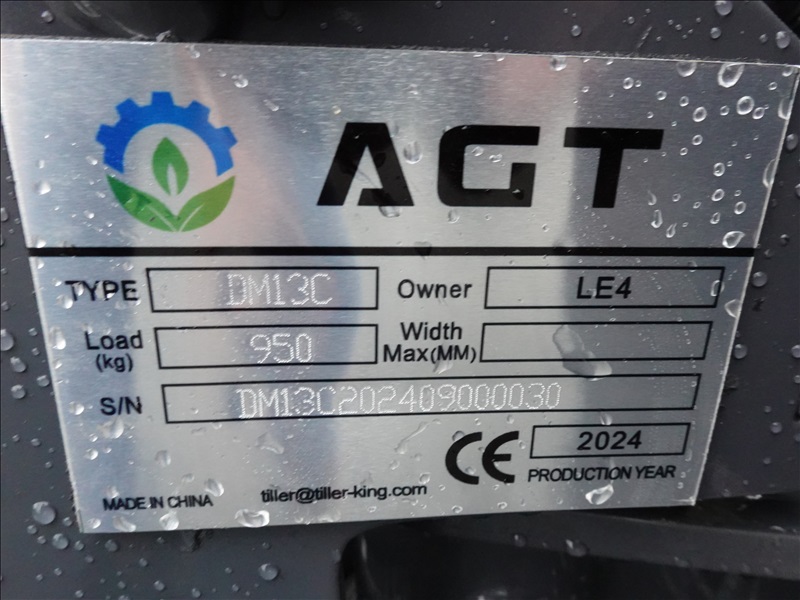 AGT
TYPE DM13C Owner LE4
Load (kg) 950 Width Max(MM)
S/N DM13C202409000030
CE 2024
PRODUCTION YEAR
MADE IN CHINA tiller@tiller-king.com